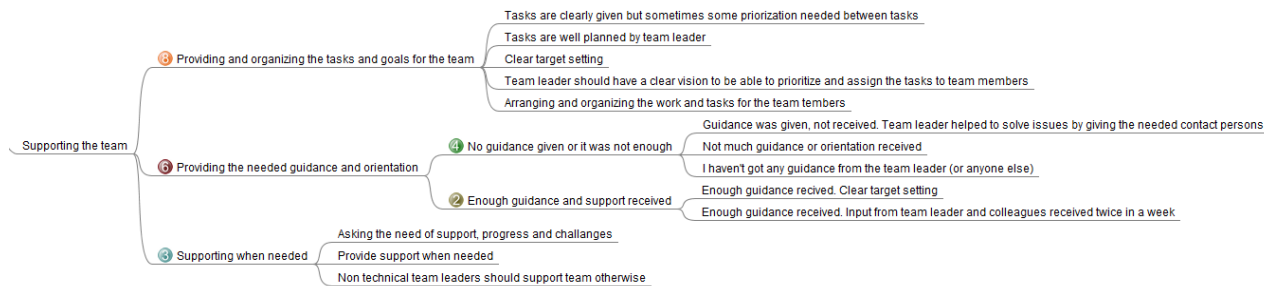 Supporting the team
8 Providing and organizing the tasks and goals for the team
Tasks are clearly given but sometimes some priorization needed between tasks
Tasks are well planned by team leader
Clear target setting
Team leader should have a clear vision to be able to prioritize and assign the tasks to team members
Arranging and organizing the work and tasks for the team tembers
6 Providing the needed guidance and orientation
4 No guidance given or it was not enough
Guidance was given, not received. Team leader helped to solve issues by giving the needed contact persons
Not much guidance or orientation received
I haven't got any guidance from the team leader (or anyone else)
2 Enough guidance and support received
Enough guidance recived. Clear target setting
Enough guidance received. Input from team leader and colleagues received twice in a week
3 Supporting when needed
Asking the need of support, progress and challanges
Provide support when needed
Non technical team leaders should support team otherwise